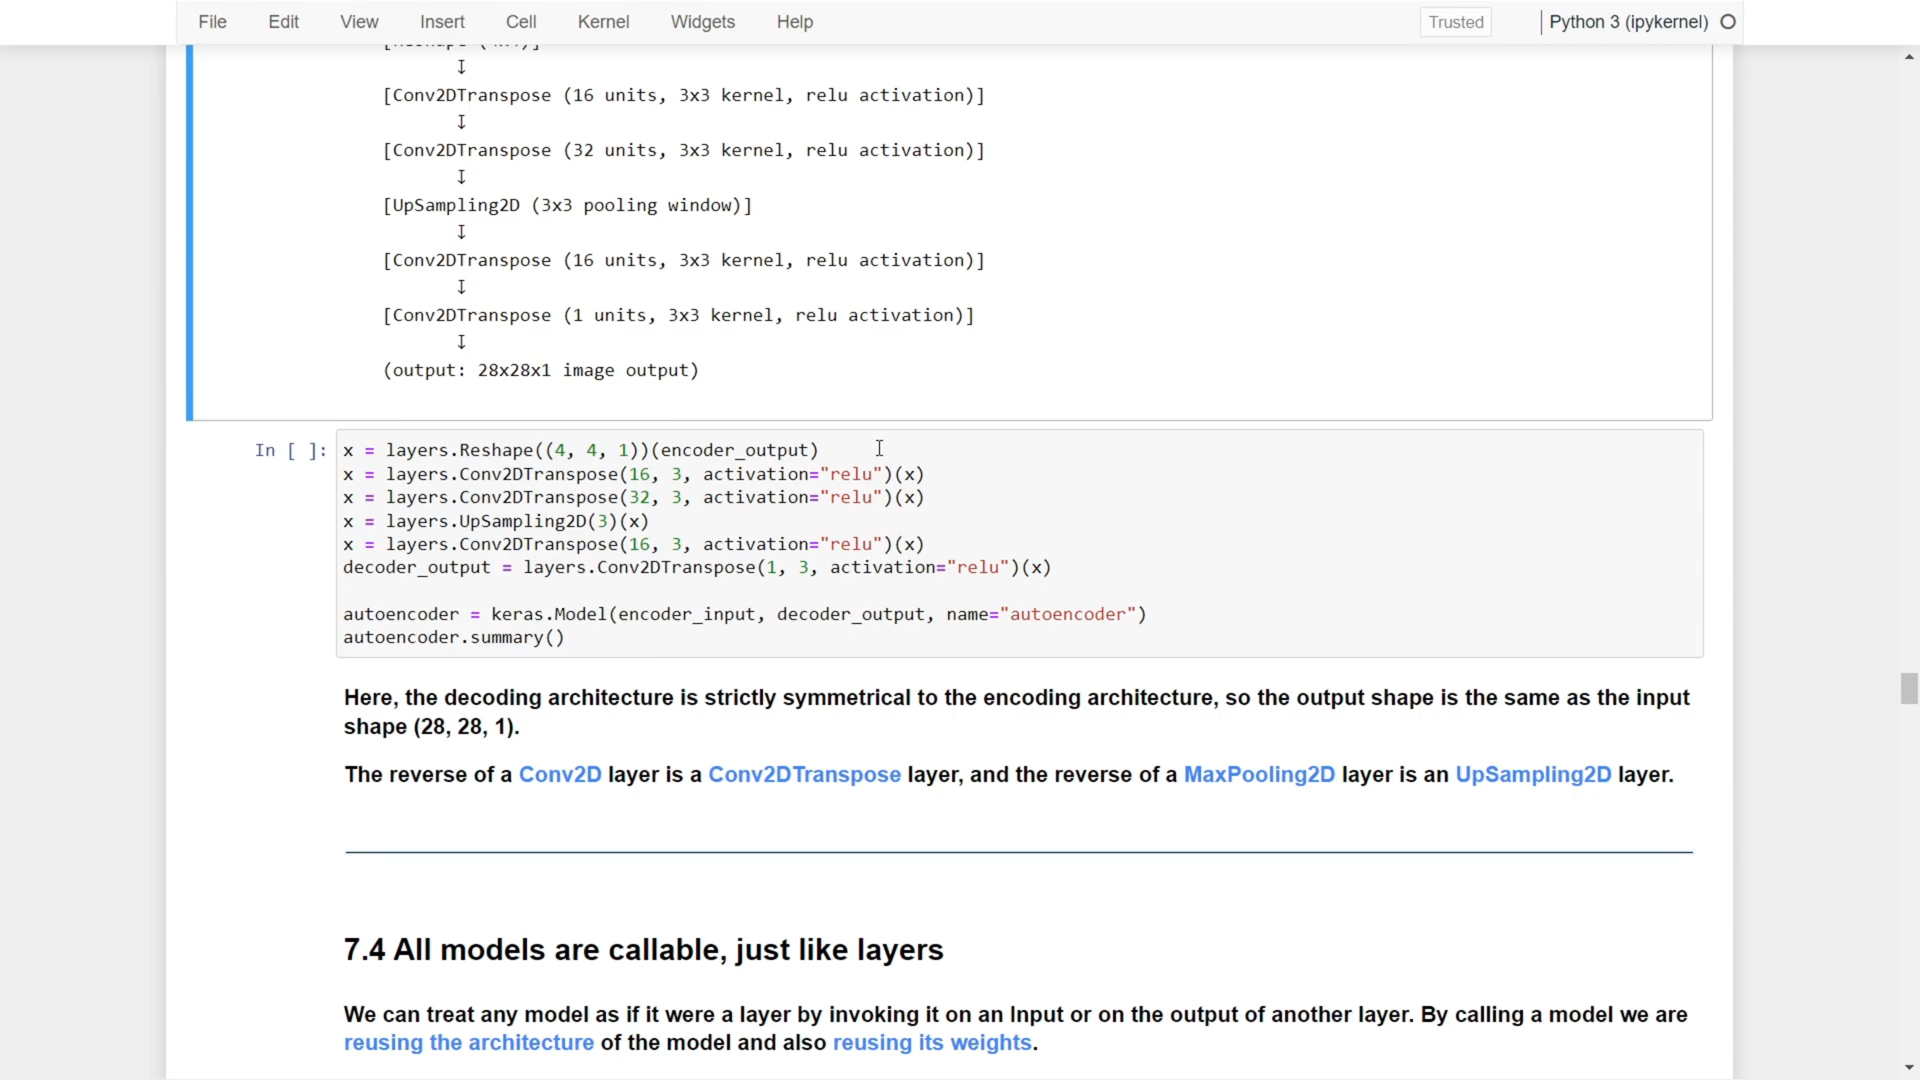 File Edit View Insert Cell Kernel Widgets Help Trusted Python 3 (ipykernel)
↧
[Conv2DTranspose (16 units, 3x3 kernel, relu activation)]
↧
[Conv2DTranspose (32 units, 3x3 kernel, relu activation)]
↧
[UpSampling2D (3x3 pooling window)]
↧
[Conv2DTranspose (16 units, 3x3 kernel, relu activation)]
↧
[Conv2DTranspose (1 units, 3x3 kernel, relu activation)]
↧
(output: 28x28x1 image output)
In [ ]: x = layers.Reshape((4, 4, 1))(encoder_output)
x = layers.Conv2DTranspose(16, 3, activation="relu")(x)
x = layers.Conv2DTranspose(32, 3, activation="relu")(x)
x = layers.UpSampling2D(3)(x)
x = layers.Conv2DTranspose(16, 3, activation="relu")(x)
decoder_output = layers.Conv2DTranspose(1, 3, activation="relu")(x)
autoencoder = keras.Model(encoder_input, decoder_output, name="autoencoder")
autoencoder.summary()
Here, the decoding architecture is strictly symmetrical to the encoding architecture, so the output shape is the same as the input
shape (28, 28, 1).
The reverse of a Conv2D layer is a Conv2DTranspose layer, and the reverse of a MaxPooling2D layer is an UpSampling2D layer.
7.4 All models are callable, just like layers
We can treat any model as if it were a layer by invoking it on an Input or on the output of another layer. By calling a model we are
reusing the architecture of the model and also reusing its weights.